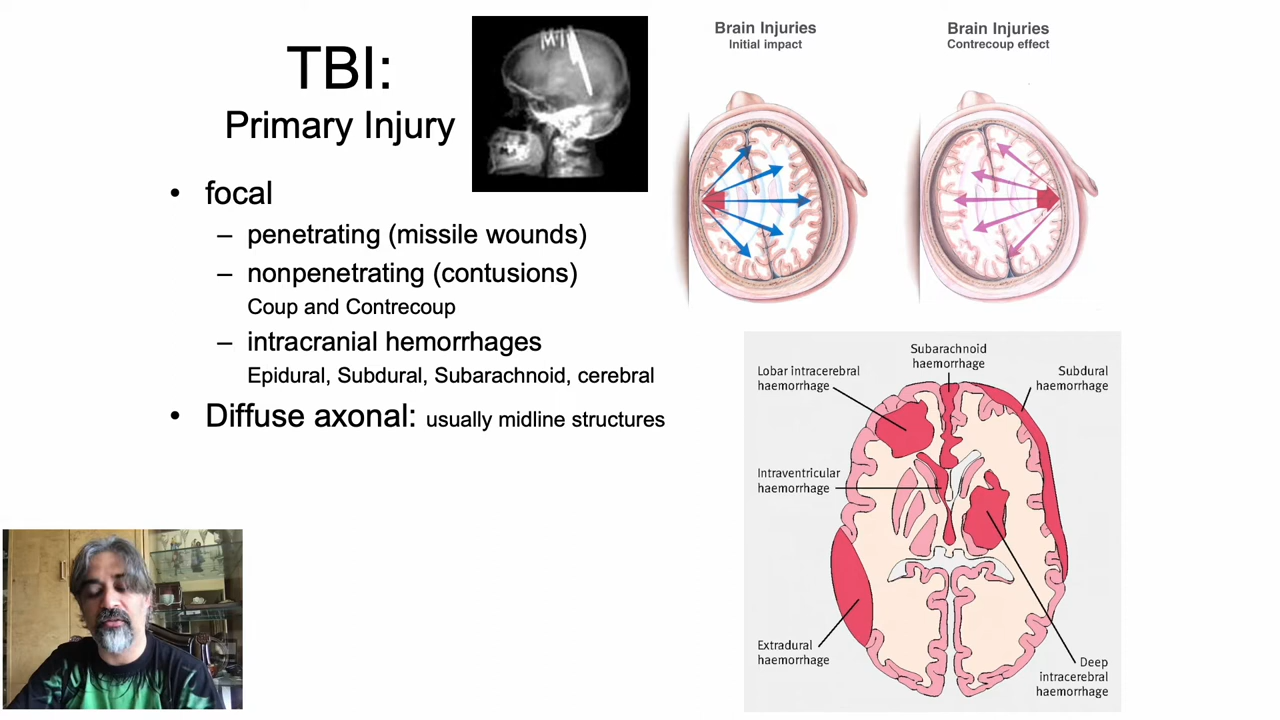 TBI:
Primary Injury
• focal
– penetrating (missile wounds)
– nonpenetrating (contusions)
Coup and Contrecoup
– intracranial hemorrhages
Epidural, Subdural, Subarachnoid, cerebral
• Diffuse axonal: usually midline structures
Brain Injuries
Initial impact
Brain Injuries
Contrecoup effect
Subarachnoid
haemorrhage
Lobar intracerebral
haemorrhage
Subdural
haemorrhage
Intraventricular
haemorrhage
Extradural
haemorrhage
Deep
intracerebral
haemorrhage